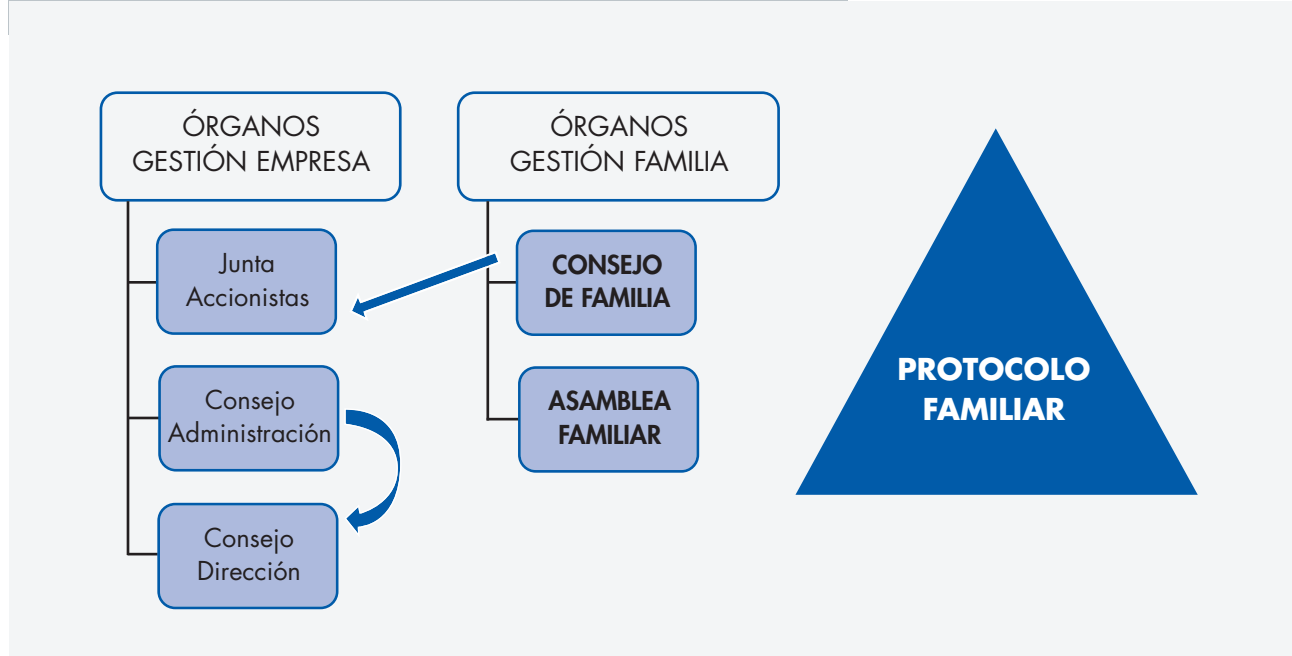 ÓRGANOS
GESTIÓN EMPRESA
Junta
Accionistas
Consejo
Administración
Consejo
Dirección
ÓRGANOS
GESTIÓN FAMILIA
CONSEJO
DE FAMILIA
ASAMBLEA
FAMILIAR
PROTOCOLO
FAMILIAR